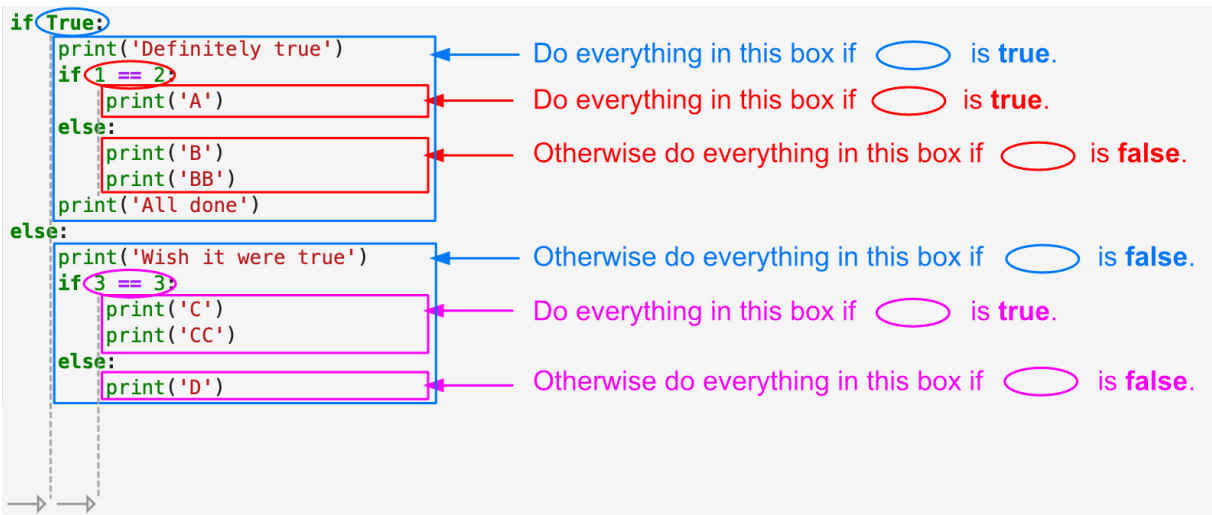 if True:
print('Definitely true')
if 1 == 2:
print('A')
else:
print('B')
print('BB')
print('All done')
else:
print('Wish it were true')
if 3 == 3:
print('C')
print('CC')
else:
print('D')
Do everything in this box if is true.
Do everything in this box if is true.
Otherwise do everything in this box if is false.
Otherwise do everything in this box if is false.
Do everything in this box if is true.
Otherwise do everything in this box if is false.